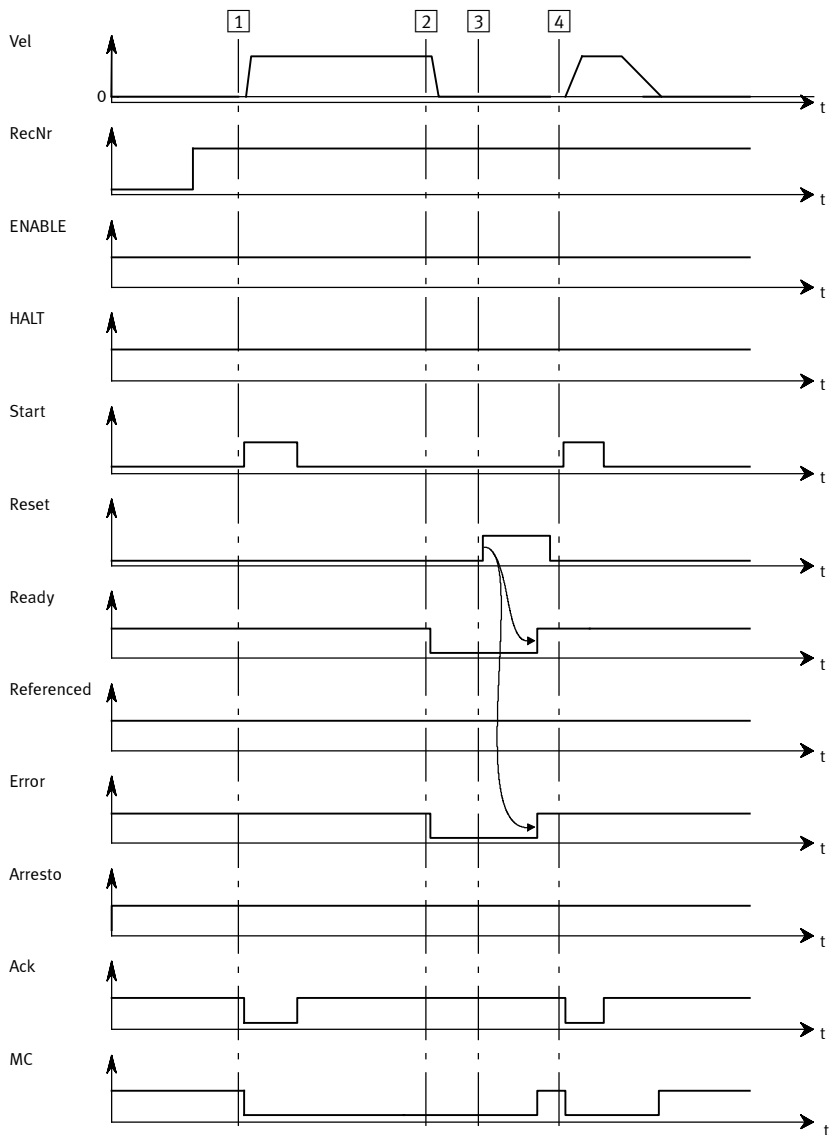 1 2 3 4
Vel
0
t
RecNr
t
ENABLE
t
HALT
t
Start
t
Reset
t
Ready
t
Referenced
t
Error
t
Arresto
t
Ack
t
MC
t